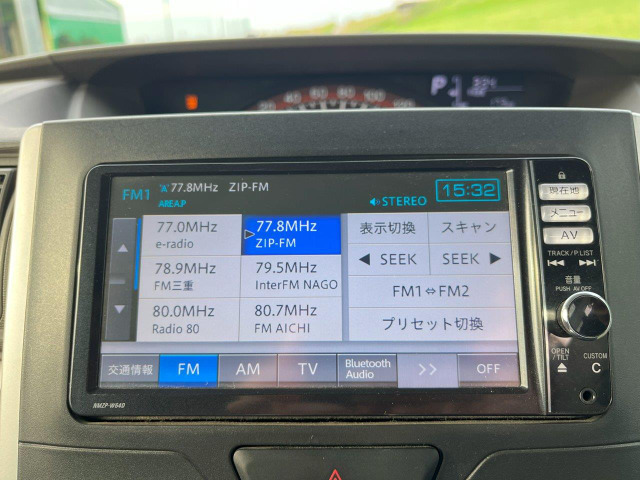 P
FM1 77.8MHz ZIP-FM
AREA.P
STEREO 15:32
77.0MHz
e-radio
77.8MHz
ZIP-FM
表示切換 スキャン
78.9MHz
FM三重
79.5MHz
InterFM NAGO
◀ SEEK SEEK ▶
80.0MHz
Radio 80
80.7MHz
FM AICHI
FM1⇔FM2
プリセット切換
交通情報 FM AM TV Bluetooth Audio >> OFF
NMZP-W64D
現在地
メニュー
AV
TRACK/P.LIST
音量
PUSH AV OFF
OPEN
/TILT
CUSTOM
C